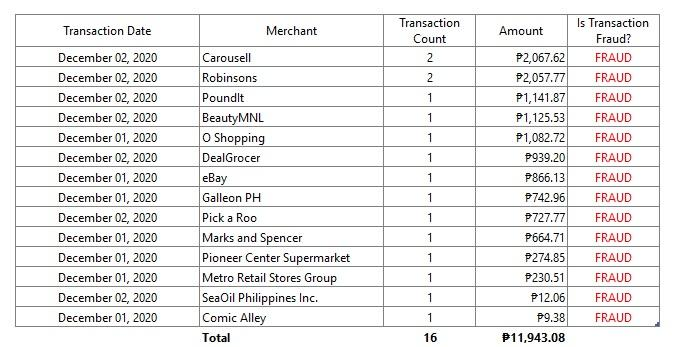 Transaction Date Merchant Transaction Count Amount Is Transaction Fraud?
December 02, 2020 Carousell 2 ₱2,067.62 FRAUD
December 02, 2020 Robinsons 2 ₱2,057.77 FRAUD
December 02, 2020 PoundIt 1 ₱1,141.87 FRAUD
December 02, 2020 BeautyMNL 1 ₱1,125.53 FRAUD
December 01, 2020 O Shopping 1 ₱1,082.72 FRAUD
December 02, 2020 DealGrocer 1 ₱939.20 FRAUD
December 01, 2020 eBay 1 ₱866.13 FRAUD
December 01, 2020 Galleon PH 1 ₱742.96 FRAUD
December 02, 2020 Pick a Roo 1 ₱727.77 FRAUD
December 01, 2020 Marks and Spencer 1 ₱664.71 FRAUD
December 01, 2020 Pioneer Center Supermarket 1 ₱274.85 FRAUD
December 01, 2020 Metro Retail Stores Group 1 ₱230.51 FRAUD
December 02, 2020 SeaOil Philippines Inc. 1 ₱12.06 FRAUD
December 01, 2020 Comic Alley 1 ₱9.38 FRAUD
Total 16 ₱11,943.08